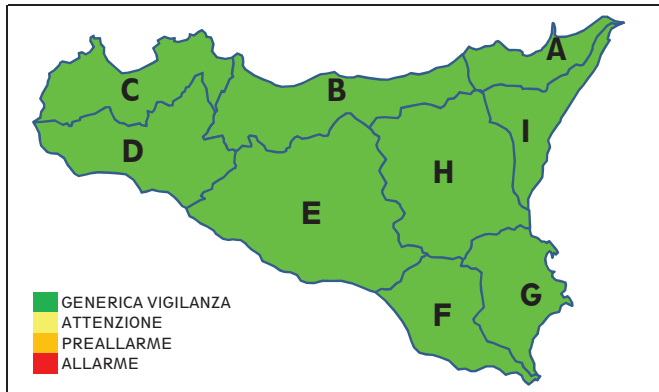 A
B
C
I
D
H
E
G
F
GENERICA VIGILANZA
ATTENZIONE
PREALLARME
ALLARME